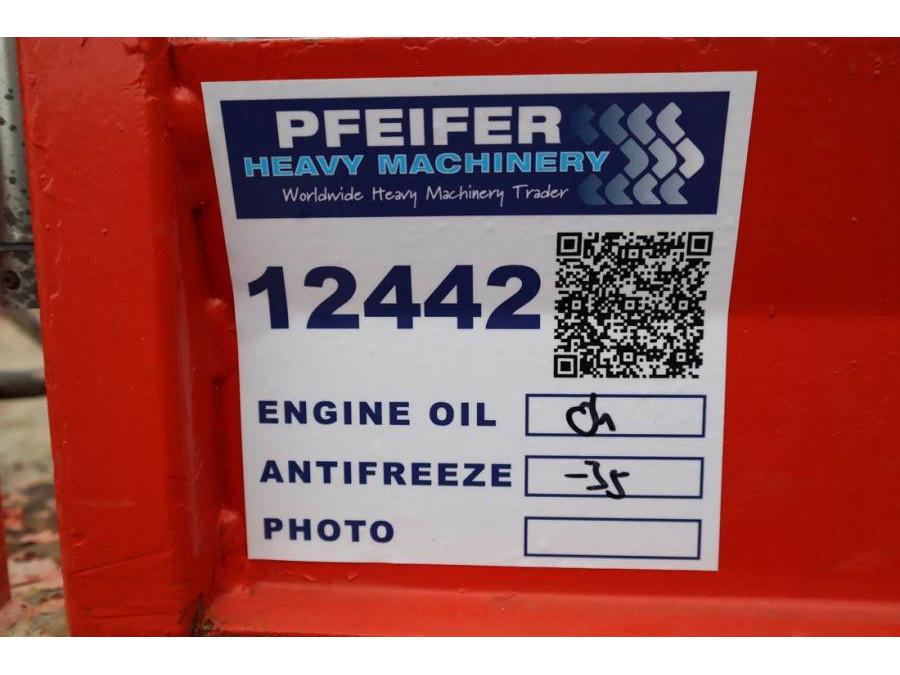 PFEIFER
HEAVY MACHINERY
Worldwide Heavy Machinery Trader
12442
ENGINE OIL
ANTIFREEZE -35
PHOTO